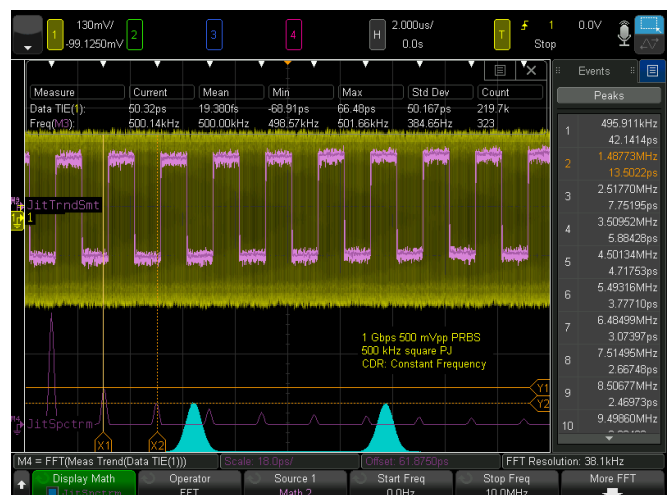 1 130mV/ -99.1250mV 2 3 4 H 2.000us/ 0.0s T 1 0.0V Stop
Measure Current Mean Min Max Std Dev Count
Data TIE(1): 50.32ps 19.380fs -68.91ps 66.48ps 50.167ps 219.7k
Freq(M3): 500.14kHz 500.00kHz 498.57kHz 501.66kHz 384.65Hz 323
JitTrndSmt
1
1 Gbps 500 mVpp PRBS
500 kHz square PJ
CDR: Constant Frequency
Y1
Y2
JitSpctrm
X1 X2
Events
Peaks
1 495.911kHz
42.1414ps
2 1.48773MHz
13.5022ps
3 2.51770MHz
7.75195ps
4 3.50952MHz
5.88428ps
5 4.50134MHz
4.71753ps
6 5.49316MHz
3.77710ps
7 6.48499MHz
3.07397ps
8 7.51495MHz
2.66748ps
9 8.50677MHz
2.46973ps
10 9.49860MHz
M4 = FFT(Meas Trend(Data TIE(1))) Scale: 18.0ps/ Offset: 61.8750ps FFT Resolution: 38.1kHz
Display Math Operator Source 1 Start Freq Stop Freq More FFT
JitSpctrm FFT Math 2 0.0Hz 10.0MHz